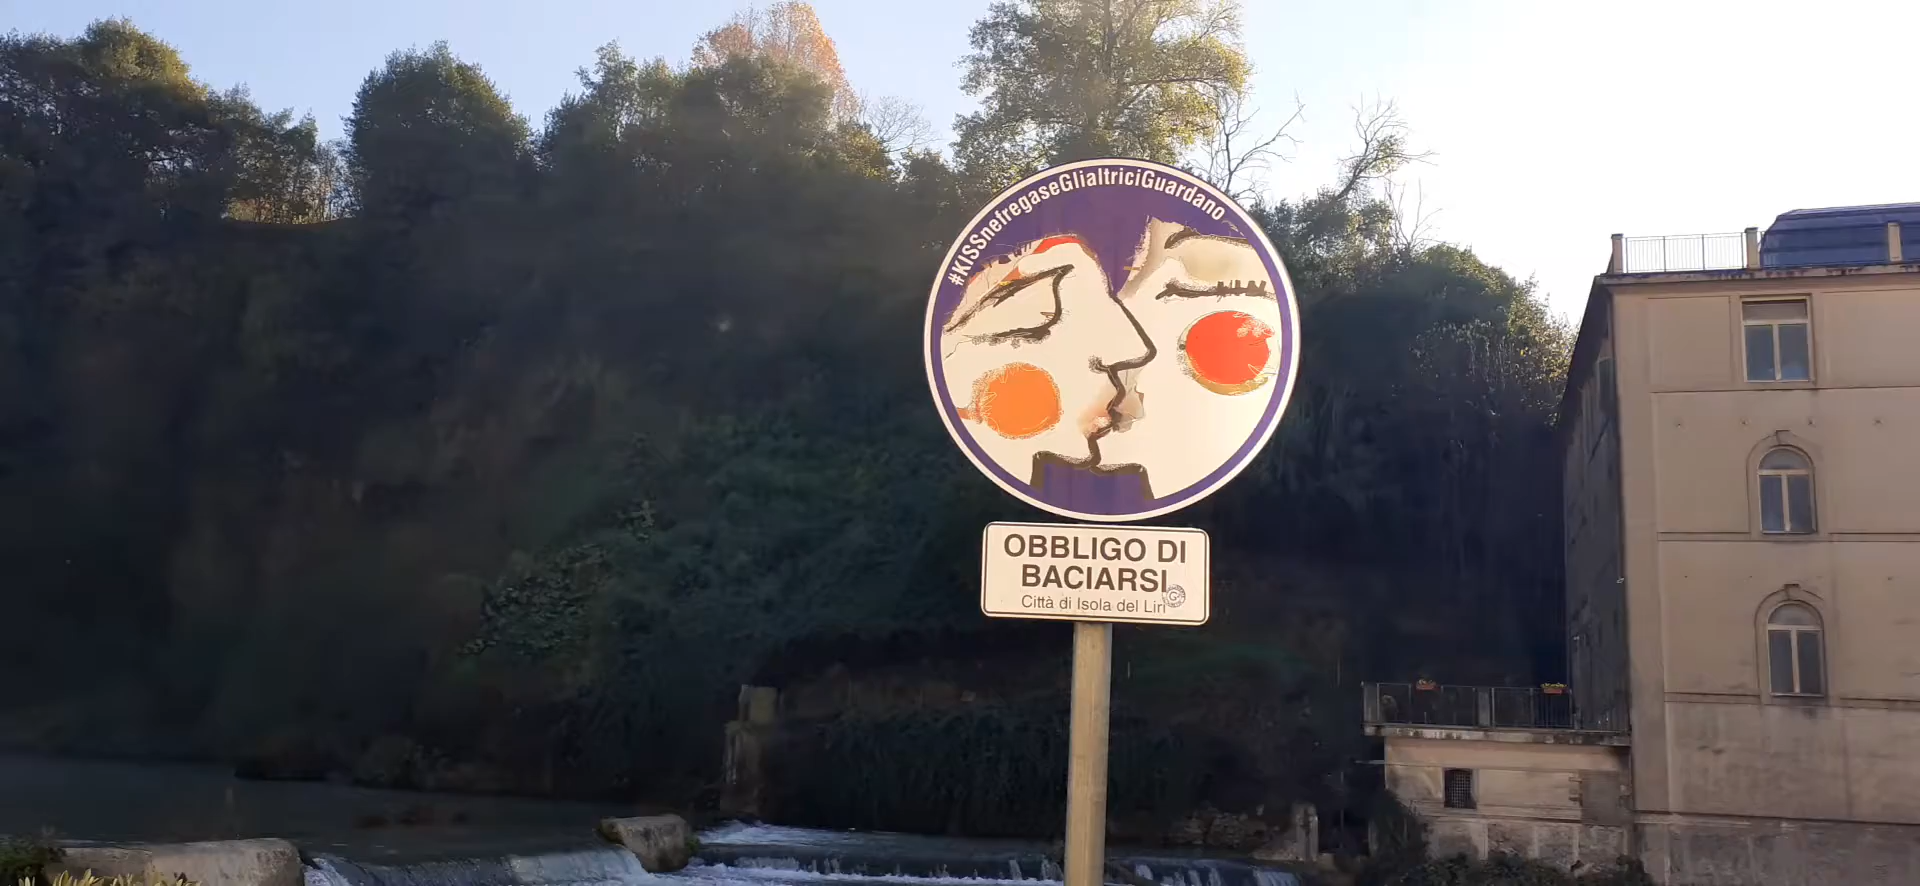 #KISSnefregaseGlialtriciGuardano
OBBLIGO DI
BACIARSI
Città di Isola del Liri